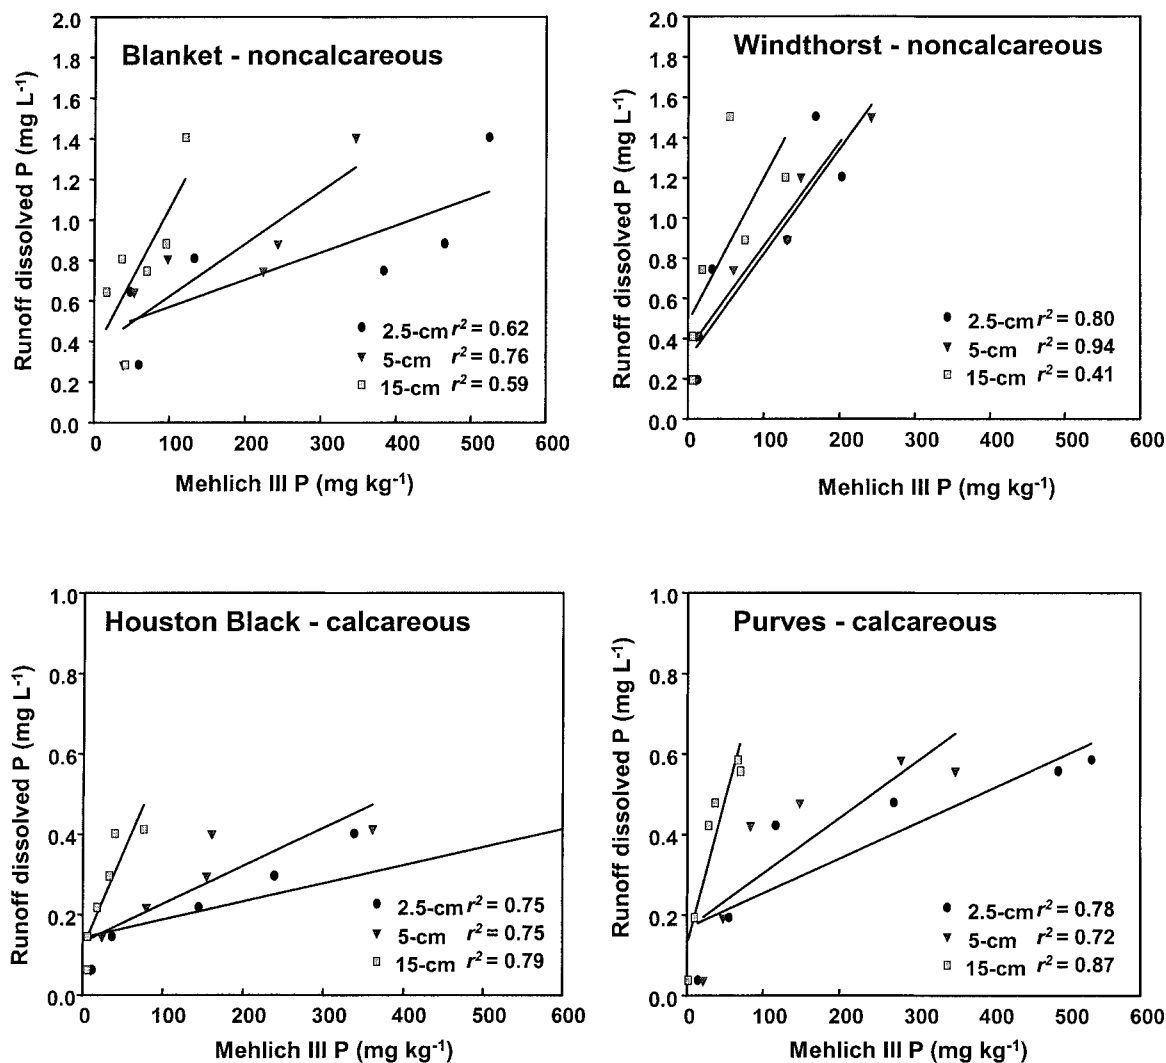 Blanket - noncalcareous
Runoff dissolved P (mg L-1)
2.0
1.8
1.6
1.4
1.2
1.0
0.8
0.6
0.4
0.2
0.0
2.5-cm r2 = 0.62
5-cm r2 = 0.76
15-cm r2 = 0.59
0 100 200 300 400 500 600
Mehlich III P (mg kg-1)
Windthorst - noncalcareous
Runoff dissolved P (mg L-1)
2.0
1.8
1.6
1.4
1.2
1.0
0.8
0.6
0.4
0.2
0.0
2.5-cm r2 = 0.80
5-cm r2 = 0.94
15-cm r2 = 0.41
0 100 200 300 400 500 600
Mehlich III P (mg kg-1)
Houston Black - calcareous
Runoff dissolved P (mg L-1)
1.0
0.8
0.6
0.4
0.2
0.0
2.5-cm r2 = 0.75
5-cm r2 = 0.75
15-cm r2 = 0.79
0 100 200 300 400 500 600
Mehlich III P (mg kg-1)
Purves - calcareous
Runoff dissolved P (mg L-1)
1.0
0.8
0.6
0.4
0.2
0.0
2.5-cm r2 = 0.78
5-cm r2 = 0.72
15-cm r2 = 0.87
0 100 200 300 400 500 600
Mehlich III P (mg kg-1)